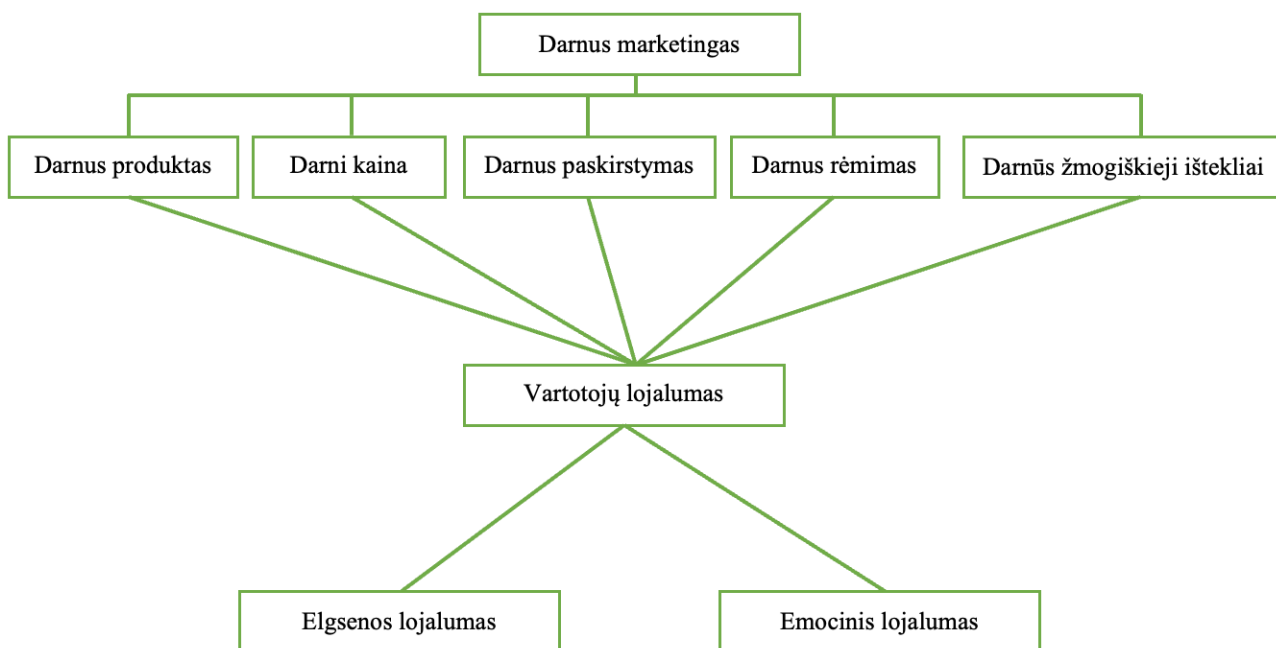 Darnus marketingas
Darnus produktas
Darni kaina
Darnus paskirstymas
Darnus rėmimas
Darnūs žmogiškieji ištekliai
Vartotojų lojalumas
Elgsenos lojalumas
Emocinis lojalumas